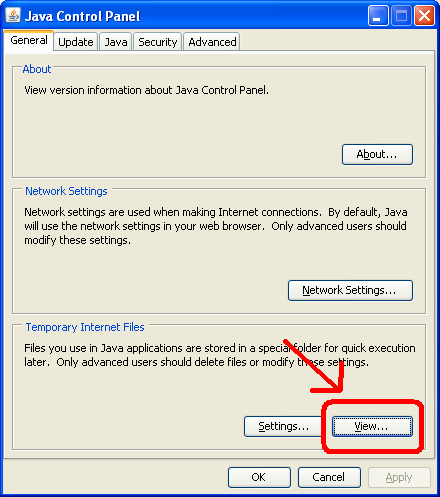 Java Control Panel
General Update Java Security Advanced
About
View version information about Java Control Panel.
About...
Network Settings
Network settings are used when making Internet connections.  By default, Java
will use the network settings in your web browser.  Only advanced users should
modify these settings.
Network Settings...
Temporary Internet Files
Files you use in Java applications are stored in a special folder for quick execution
later.  Only advanced users should delete files or modify these settings.
Settings... View...
OK Cancel Apply